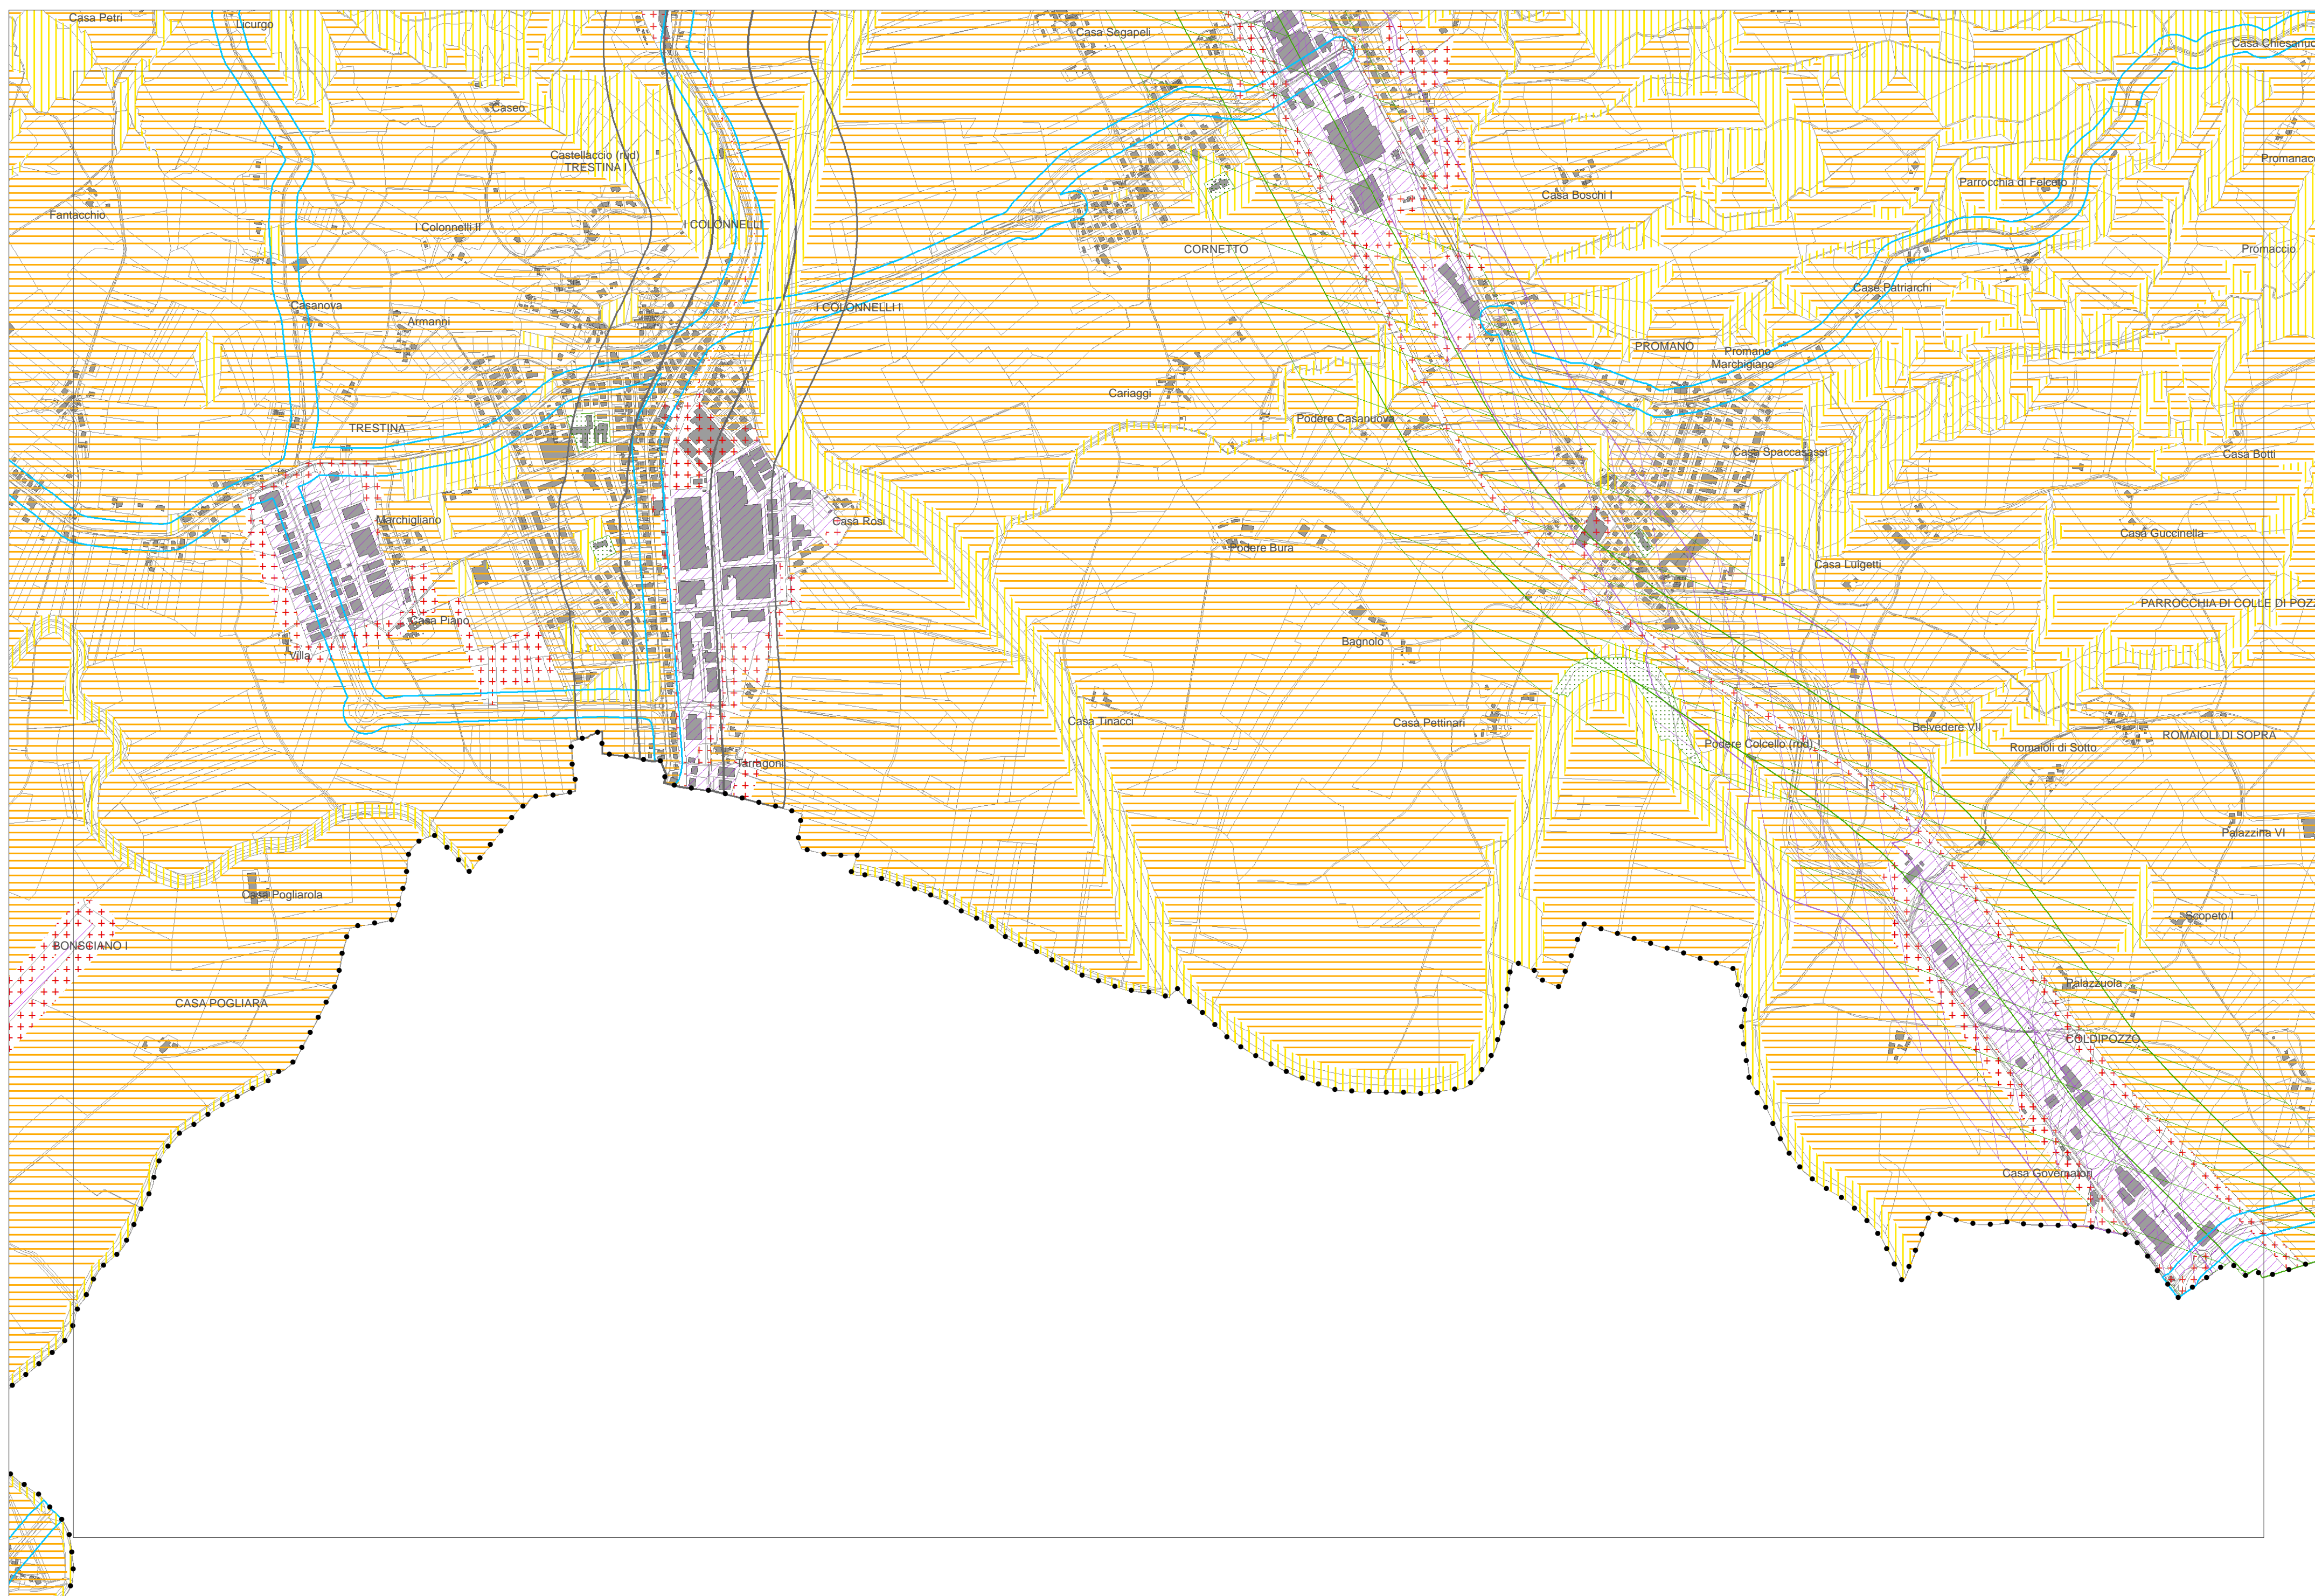 Casa Petri
Licurgo
Casa Segapeli
Caseo
Castellaccio (rud)
TRESTINA I
Promanacc
Parrocchia di Felceto
Casa Boschi I
Fantacchio
I Colonnelli II
I COLONNELLI
CORNETTO
Promaccio
Case Patriarchi
Casanova
I COLONNELLI I
Armanni
PROMANO
Promano
Marchigiano
Cariaggi
Podere Casanuova
TRESTINA
Casa Spaccasassi
Casa Botti
Marchigliano
Casa Rosi
Podere Bura
Casa Guccinella
Casa Luigetti
PARROCCHIA DI COLLE DI POZZ
Casa Piano
Bagnolo
Villa
Casa Tinacci
Casa Pettinari
Belvedere VII
ROMAIOLI DI SOPRA
Podere Colcello (rud)
Romaioli di Sotto
Tarragoni
Palazzina VI
Casa Pogliarola
Scopeto I
BONSCIANO I
Palazzuola
CASA POGLIARA
COLDIPOZZO
Casa Governatori